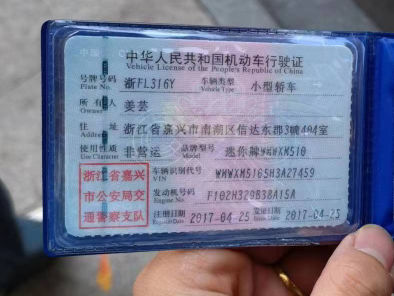 中华人民共和国机动车行驶证
Vehicle License of the People's Republic of China
号牌号码 浙FL316Y 车辆类型 小型轿车
Plate No. Vehicle Type
所有人 姜芸
Owner
住址 浙江省嘉兴市南湖区信达东郡3幢404室
Address
使用性质 非营运 品牌型号 迷你牌WMWXM510
Use Character Model
浙江省嘉兴
市公安局交
通警察支队
车辆识别代号 WMWXM5105H3A27459
VIN
发动机号码 F102H320B38A15A
Engine No.
注册日期 2017-04-25 发证日期 2017-04-25